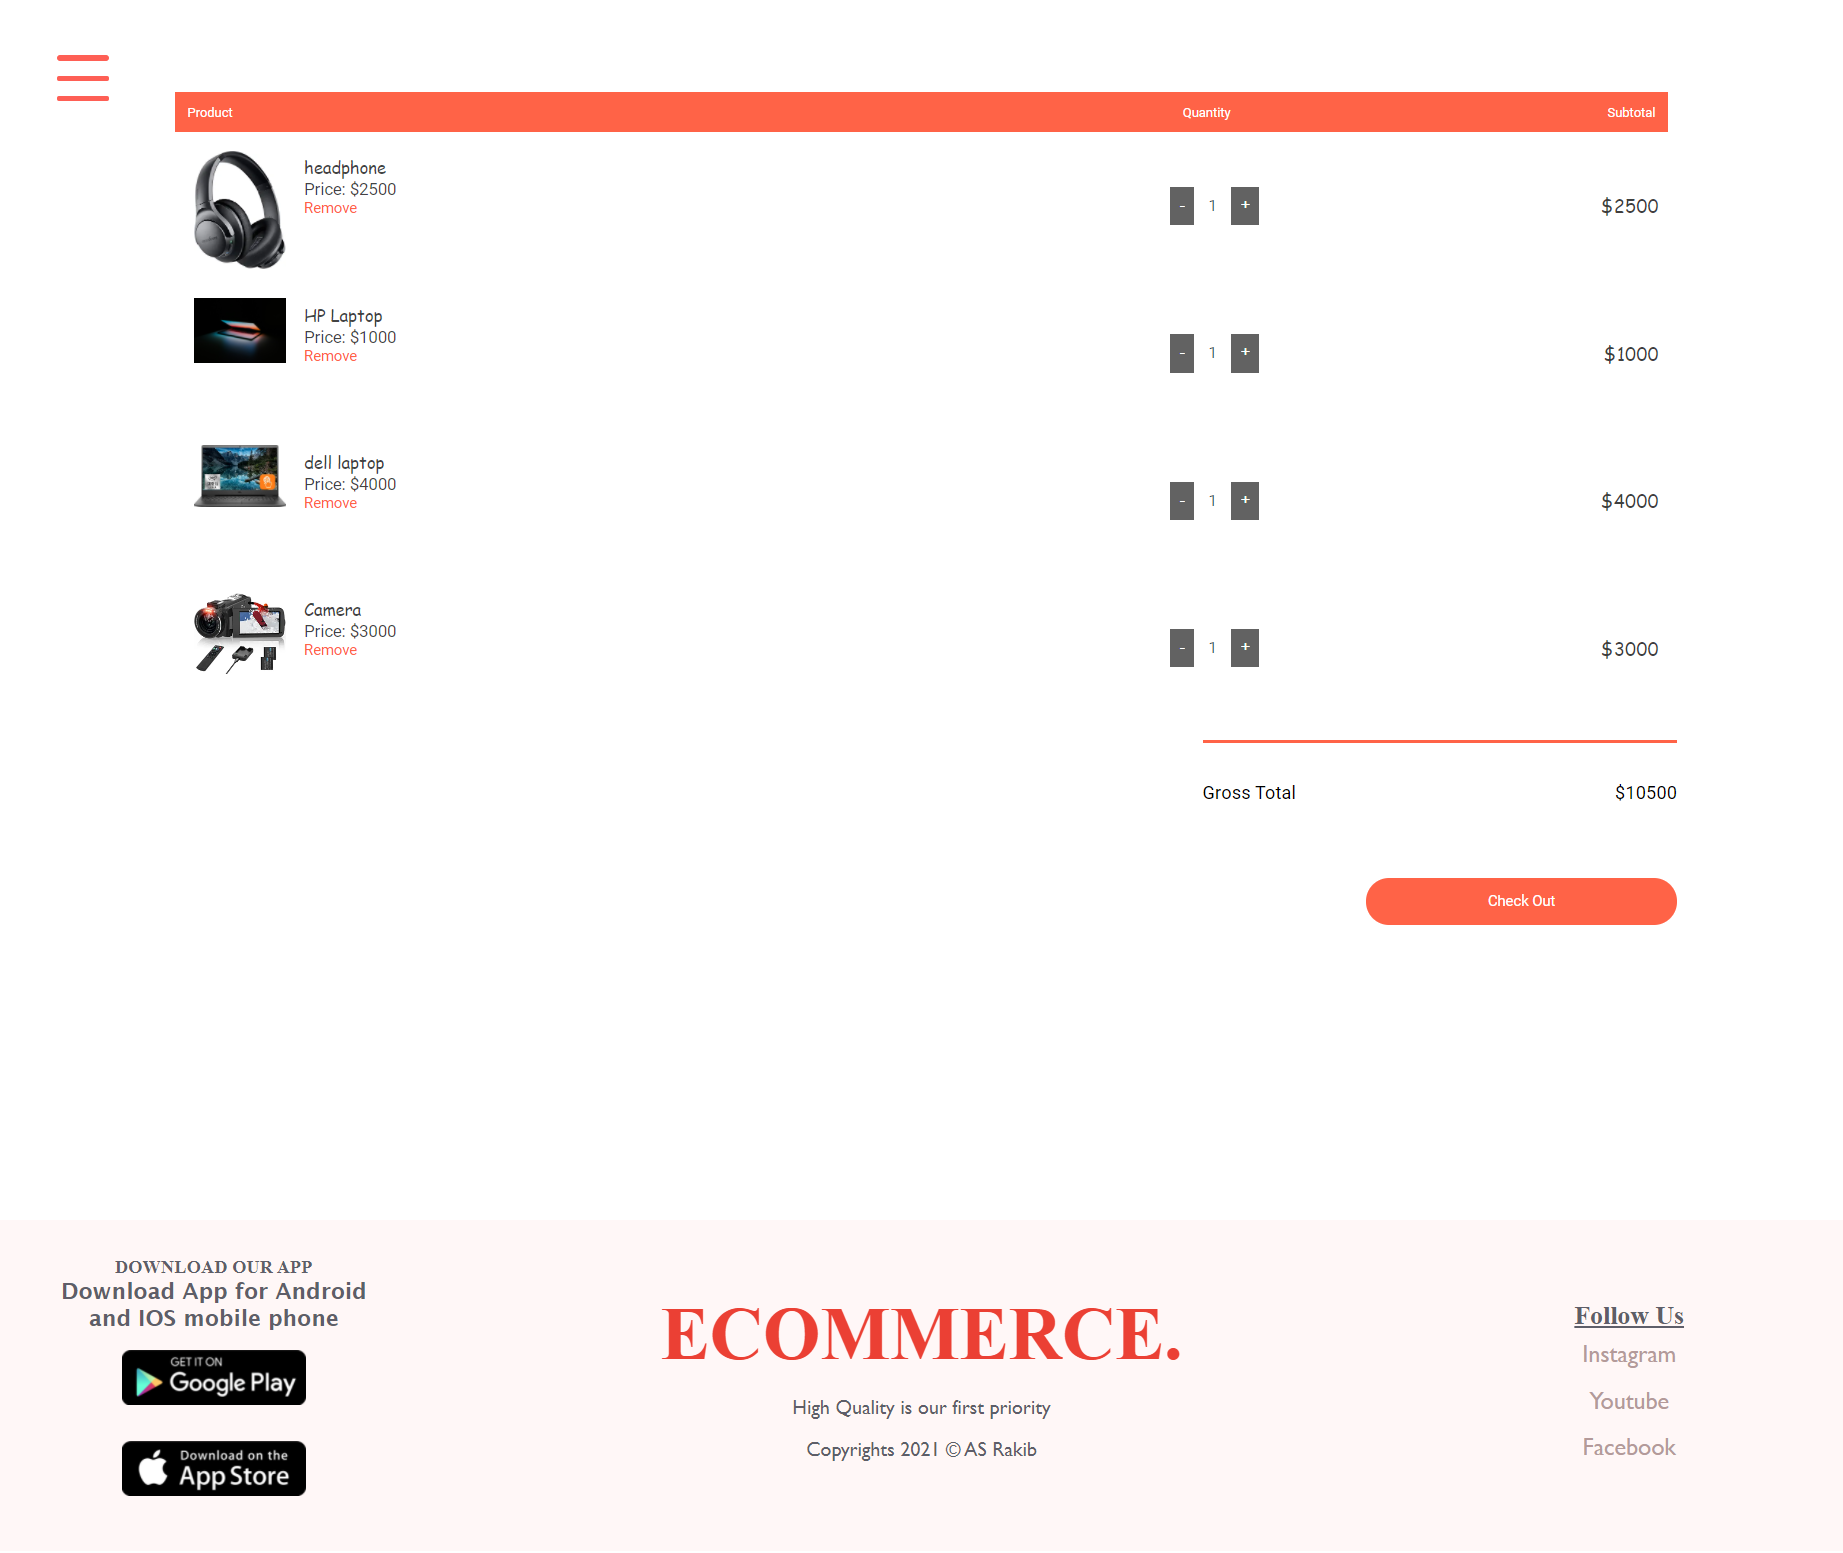 Product Quantity Subtotal
headphone
Price: $2500
Remove
- 1 + $2500
HP Laptop
Price: $1000
Remove
- 1 + $1000
dell laptop
Price: $4000
Remove
- 1 + $4000
Camera
Price: $3000
Remove
- 1 + $3000
Gross Total $10500
Check Out
DOWNLOAD OUR APP
Download App for Android
and IOS mobile phone
GET IT ON
Google Play
Download on the
App Store
ECOMMERCE.
High Quality is our first priority
Copyrights 2021 © AS Rakib
Follow Us
Instagram
Youtube
Facebook